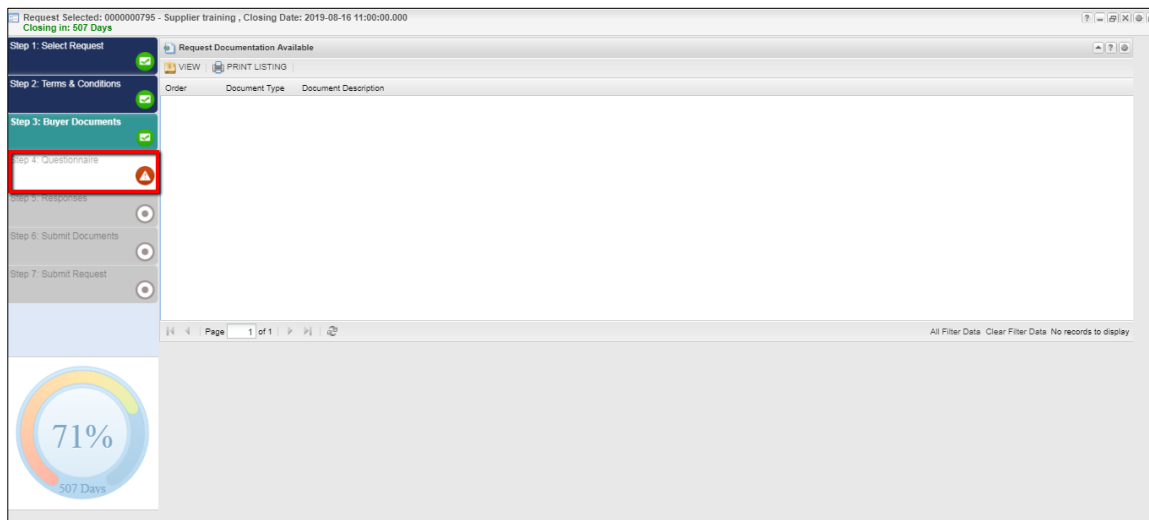 Request Selected: 0000000795 - Supplier training , Closing Date: 2019-08-16 11:00:00.000
Closing in: 507 Days
Step 1: Select Request
Step 2: Terms & Conditions
Step 3: Buyer Documents
Step 4: Questionnaire
Step 5: Responses
Step 6: Submit Documents
Step 7: Submit Request
71%
507 Days
Request Documentation Available
VIEW PRINT LISTING
Order Document Type Document Description
Page 1 of 1 All Filter Data Clear Filter Data No records to display